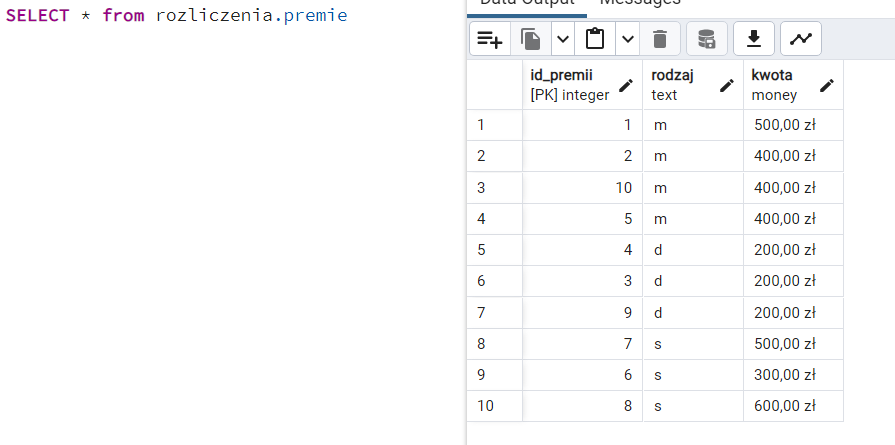 SELECT * from rozliczenia.premie
Data Output Messages
id_premii rodzaj kwota
[PK] integer text money
1 1 m 500,00 zł
2 2 m 400,00 zł
3 10 m 400,00 zł
4 5 m 400,00 zł
5 4 d 200,00 zł
6 3 d 200,00 zł
7 9 d 200,00 zł
8 7 s 500,00 zł
9 6 s 300,00 zł
10 8 s 600,00 zł